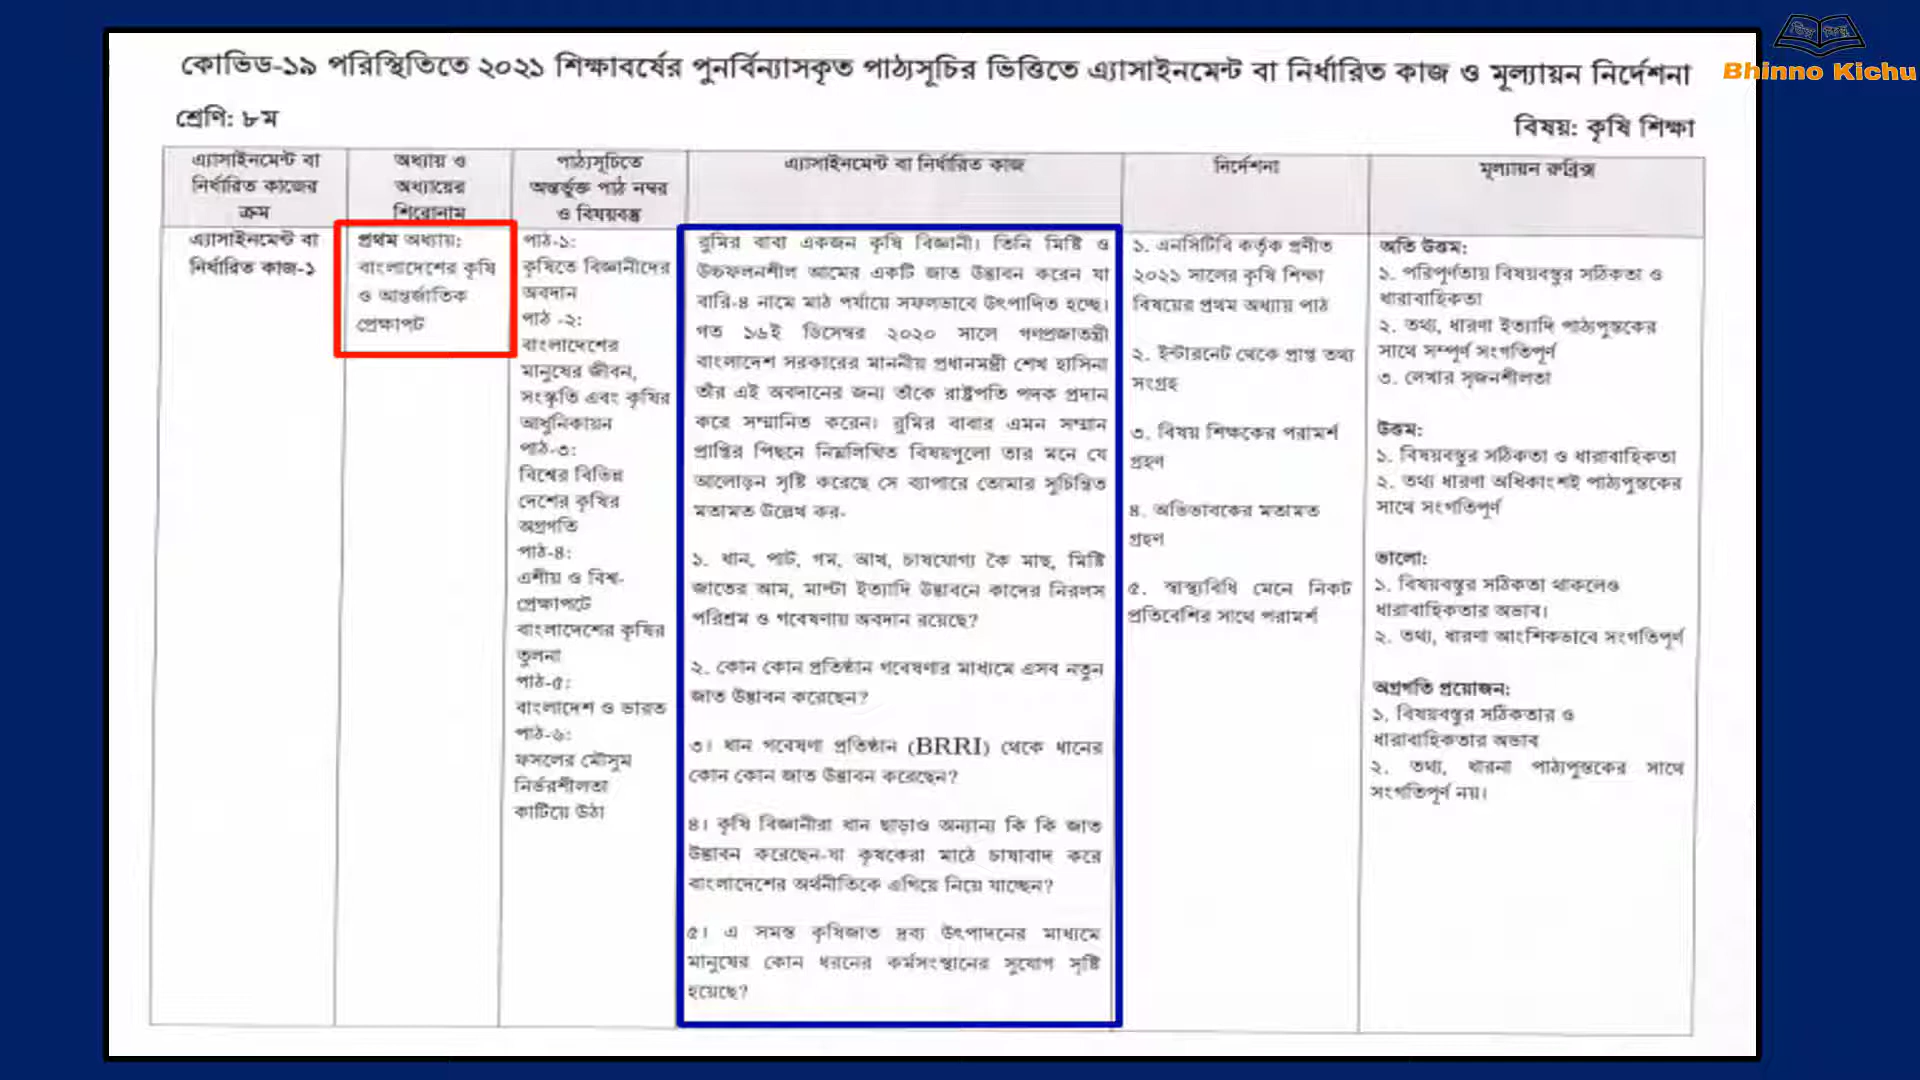 কোভিড-১৯ পরিস্থিতিতে ২০২১ শিক্ষাবর্ষের পুনর্বিন্যাসকৃত পাঠ্যসূচির ভিত্তিতে এ্যাসাইনমেন্ট বা নির্ধারিত কাজ ও মূল্যায়ন নির্দেশনা
Bhinno Kichu
শ্রেণি: ৮ম
বিষয়: কৃষি শিক্ষা
এ্যাসাইনমেন্ট বা
নির্ধারিত কাজের
ক্রম
অধ্যায় ও
অধ্যায়ের
শিরোনাম
পাঠ্যসূচিতে
অন্তর্ভুক্ত পাঠ নম্বর
ও বিষয়বস্তু
এ্যাসাইনমেন্ট বা নির্ধারিত কাজ
নির্দেশনা
মূল্যায়ন রুব্রিক্স
এ্যাসাইনমেন্ট বা
নির্ধারিত কাজ-১
প্রথম অধ্যায়:
বাংলাদেশের কৃষি
ও আন্তর্জাতিক
প্রেক্ষাপট
পাঠ-১:
কৃষিতে বিজ্ঞানীদের
অবদান
পাঠ -২:
বাংলাদেশের
মানুষের জীবন,
সংস্কৃতি এবং কৃষির
আধুনিকায়ন
পাঠ-৩:
বিশ্বের বিভিন্ন
দেশের কৃষির
অগ্রগতি
পাঠ-৪:
এশীয় ও বিশ্ব-
প্রেক্ষাপটে
বাংলাদেশের কৃষির
তুলনা
পাঠ-৫:
বাংলাদেশ ও ভারত
পাঠ-৬:
ফসলের মৌসুম
নির্ভরশীলতা
কাটিয়ে উঠা
রুমির বাবা একজন কৃষি বিজ্ঞানী। তিনি মিষ্টি ও
উচ্চফলনশীল আমের একটি জাত উদ্ভাবন করেন যা
বারি-৪ নামে মাঠ পর্যায়ে সফলভাবে উৎপাদিত হচ্ছে।
গত ১৬ই ডিসেম্বর ২০২০ সালে গণপ্রজাতন্ত্রী
বাংলাদেশ সরকারের মাননীয় প্রধানমন্ত্রী শেখ হাসিনা
তাঁর এই অবদানের জন্য তাঁকে রাষ্ট্রপতি পদক প্রদান
করে সম্মানিত করেন। রুমির বাবার এমন সম্মান
প্রাপ্তির পিছনে নিম্নলিখিত বিষয়গুলো তার মনে যে
আলোড়ন সৃষ্টি করেছে সে ব্যাপারে তোমার সুচিন্তিত
মতামত উল্লেখ কর-
১. ধান, পাট, গম, আখ, চাষযোগ্য কৈ মাছ, মিষ্টি
জাতের আম, মাল্টা ইত্যাদি উদ্ভাবনে কাদের নিরলস
পরিশ্রম ও গবেষণায় অবদান রয়েছে?
২. কোন কোন প্রতিষ্ঠান গবেষণার মাধ্যমে এসব নতুন
জাত উদ্ভাবন করেছেন?
৩। ধান গবেষণা প্রতিষ্ঠান (BRRI) থেকে ধানের
কোন কোন জাত উদ্ভাবন করেছেন?
৪। কৃষি বিজ্ঞানীরা ধান ছাড়াও অন্যান্য কি কি জাত
উদ্ভাবন করেছেন-যা কৃষকেরা মাঠে চাষাবাদ করে
বাংলাদেশের অর্থনীতিকে এগিয়ে নিয়ে যাচ্ছেন?
৫। এ সমস্ত কৃষিজাত দ্রব্য উৎপাদনের মাধ্যমে
মানুষের কোন ধরনের কর্মসংস্থানের সুযোগ সৃষ্টি
হয়েছে?
১. এনসিটিবি কর্তৃক প্রণীত
২০২১ সালের কৃষি শিক্ষা
বিষয়ের প্রথম অধ্যায় পাঠ
২. ইন্টারনেট থেকে প্রাপ্ত তথ্য
সংগ্রহ
৩. বিষয় শিক্ষকের পরামর্শ
গ্রহণ
৪. অভিভাবকের মতামত
গ্রহণ
৫. স্বাস্থ্যবিধি মেনে নিকট
প্রতিবেশির সাথে পরামর্শ
অতি উত্তম:
১. পরিপূর্ণতায় বিষয়বস্তুর সঠিকতা ও
ধারাবাহিকতা
২. তথ্য, ধারণা ইত্যাদি পাঠ্যপুস্তকের
সাথে সম্পূর্ণ সংগতিপূর্ণ
৩. লেখার সৃজনশীলতা
উত্তম:
১. বিষয়বস্তুর সঠিকতা ও ধারাবাহিকতা
২. তথ্য ধারণা অধিকাংশই পাঠ্যপুস্তকের
সাথে সংগতিপূর্ণ
ভালো:
১. বিষয়বস্তুর সঠিকতা থাকলেও
ধারাবাহিকতার অভাব।
২. তথ্য, ধারণা আংশিকভাবে সংগতিপূর্ণ
অগ্রগতি প্রয়োজন:
১. বিষয়বস্তুর সঠিকতার ও
ধারাবাহিকতার অভাব
২. তথ্য, ধারনা পাঠ্যপুস্তকের সাথে
সংগতিপূর্ণ নয়।